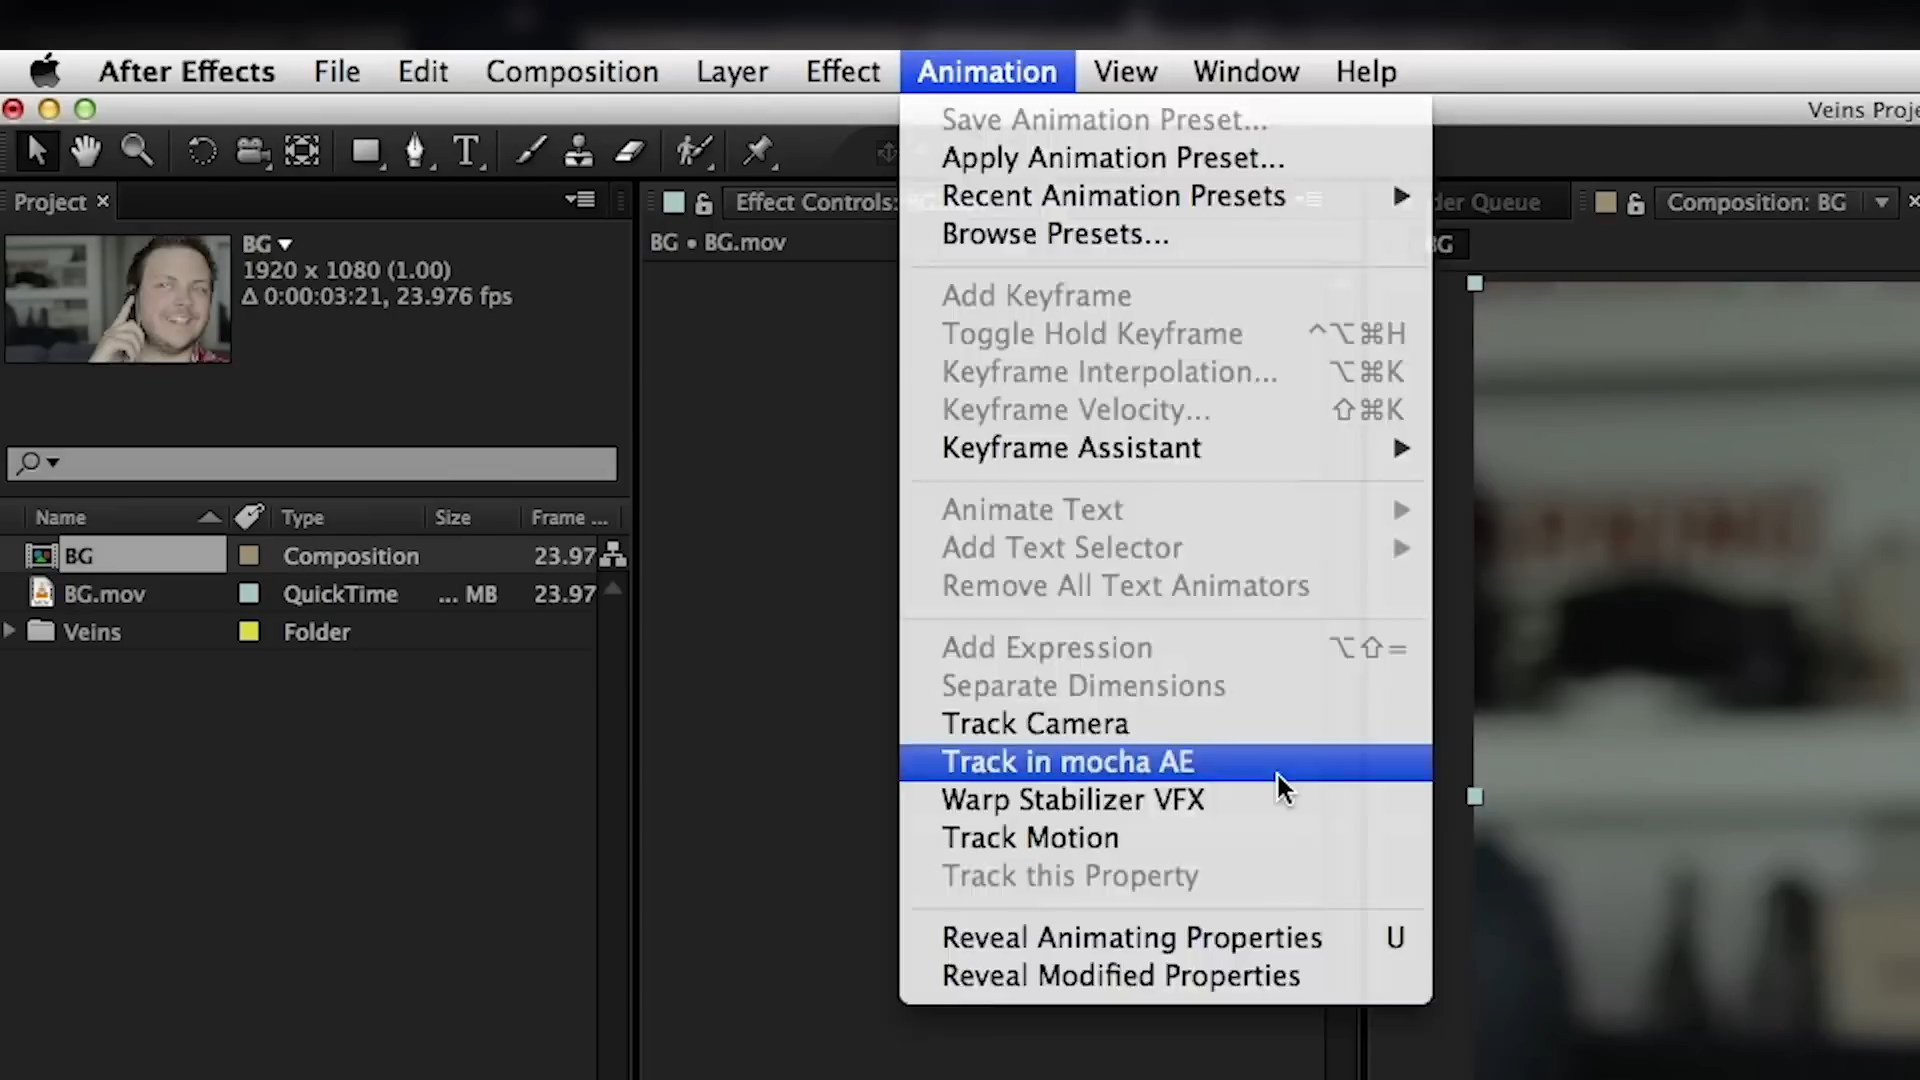 After Effects File Edit Composition Layer Effect Animation View Window Help
Veins Proje
Project ×
Effect Controls:
der Queue
Composition: BG
BG
1920 x 1080 (1.00)
Δ 0:00:03:21, 23.976 fps
BG • BG.mov
BG
Name Type Size Frame ...
BG Composition 23.97
BG.mov QuickTime ... MB 23.97
Veins Folder
Save Animation Preset...
Apply Animation Preset...
Recent Animation Presets
Browse Presets...
Add Keyframe
Toggle Hold Keyframe ^⌥⌘H
Keyframe Interpolation... ⌥⌘K
Keyframe Velocity... ⇧⌘K
Keyframe Assistant
Animate Text
Add Text Selector
Remove All Text Animators
Add Expression ⌥⇧=
Separate Dimensions
Track Camera
Track in mocha AE
Warp Stabilizer VFX
Track Motion
Track this Property
Reveal Animating Properties U
Reveal Modified Properties